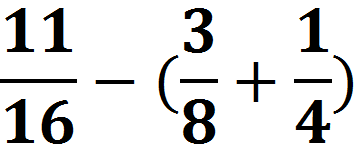 11/16 − (3/8 + 1/4)